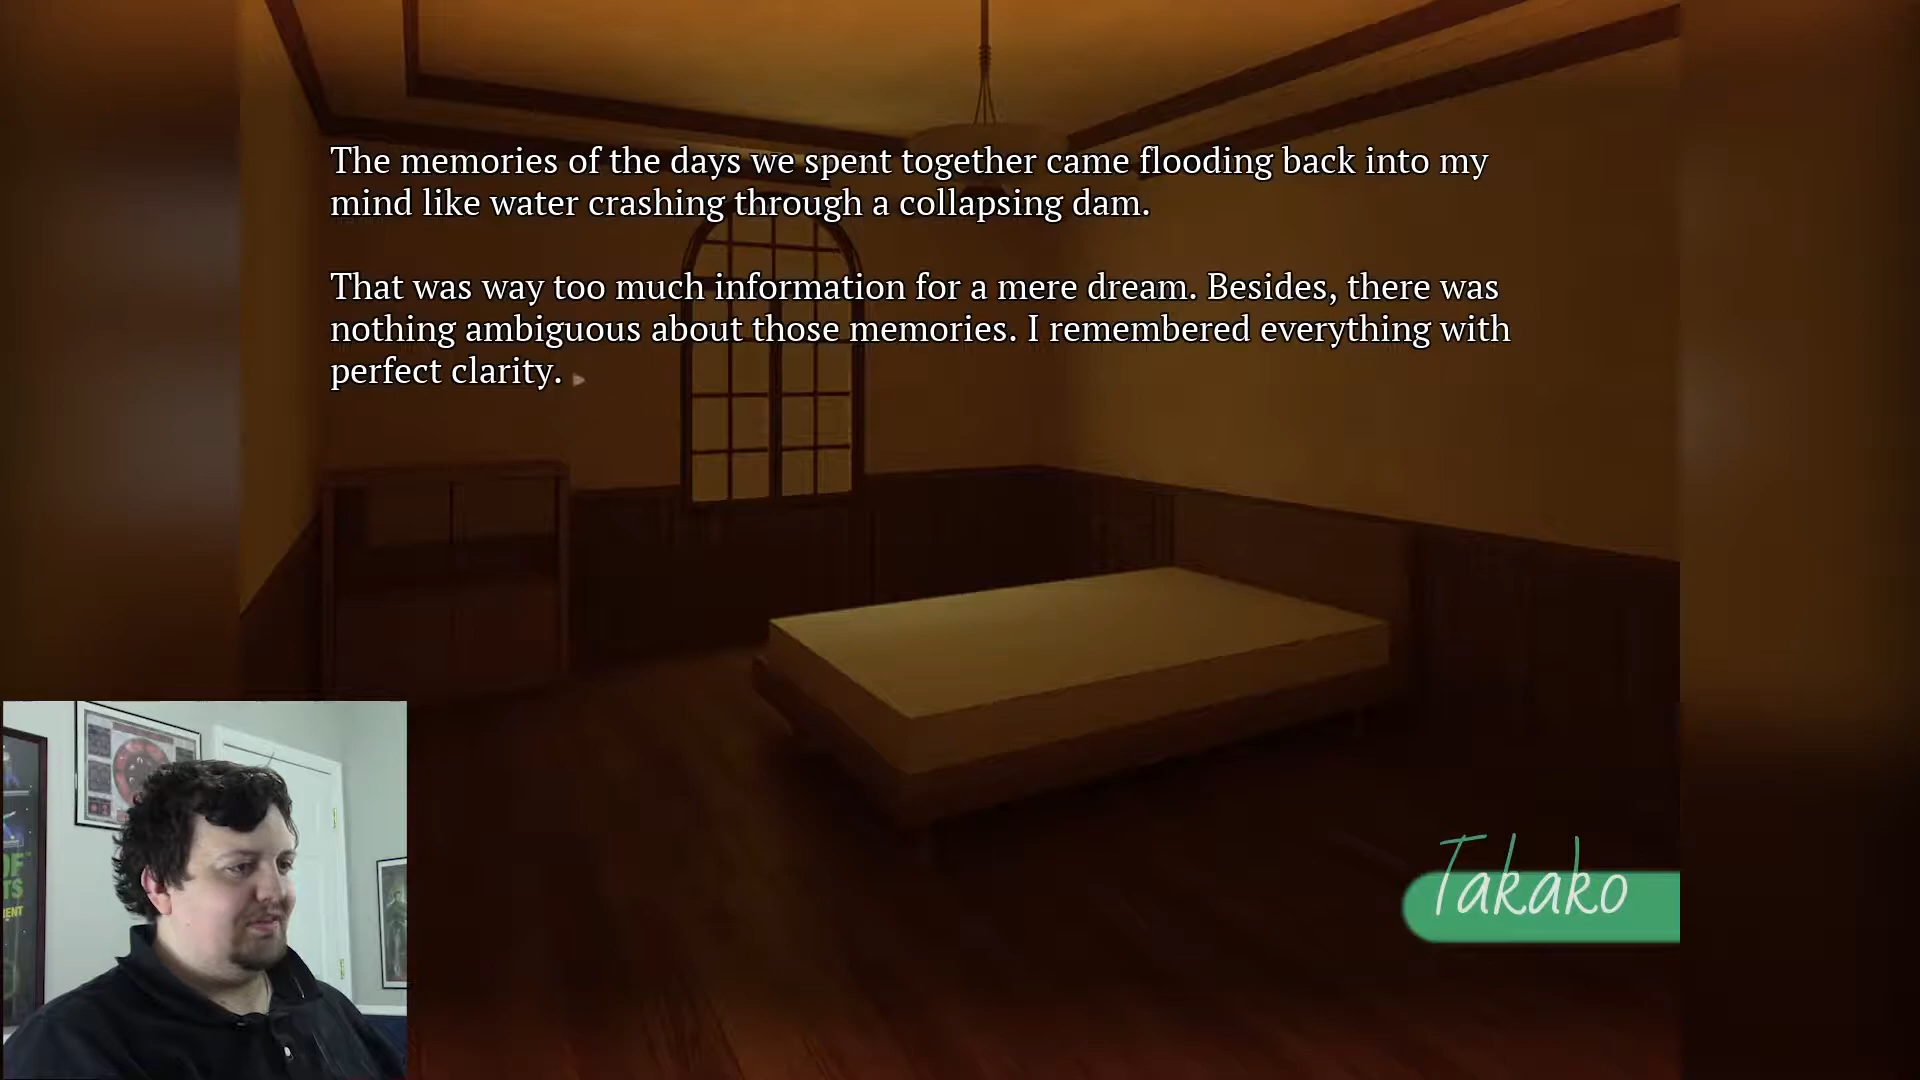 The memories of the days we spent together came flooding back into my
mind like water crashing through a collapsing dam.
That was way too much information for a mere dream. Besides, there was
nothing ambiguous about those memories. I remembered everything with
perfect clarity.
Takako